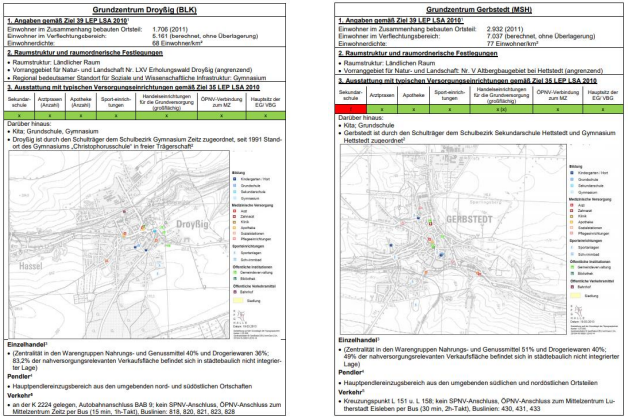 Grundzentrum Droyßig (BLK)
1. Angaben gemäß Ziel 39 LEP LSA 2010¹
Einwohner im Zusammenhang bebauten Ortsteil: 1.706 (2011)
Einwohner im Verflechtungsbereich: 5.161 (berechnet, ohne Überlagerung)
Einwohnerdichte: 68 Einwohner/km²
2. Raumstruktur und raumordnerische Festlegungen
• Raumstruktur: Ländlicher Raum
• Vorranggebiet für Natur- und Landschaft Nr. LXV Erholungswald Droyßig (angrenzend)
• Regional bedeutsamer Standort für Soziale und Wissenschaftliche Infrastruktur: Gymnasium
3. Ausstattung mit typischen Versorgungseinrichtungen gemäß Ziel 35 LEP LSA 2010
Sekundar- schule Arztpraxen (Anzahl) Apotheke (Anzahl) Sport-einrich- tungen Handelseinrichtungen für die Grundversorgung (großflächig) ÖPNV-Verbindung zum MZ Hauptsitz der EG/ VBG
x x x x x x x
Darüber hinaus:
• Kita; Grundschule, Gymnasium
• Droyßig ist durch den Schulträger dem Schulbezirk Gymnasium Zeitz zugeordnet, seit 1991 Stand-
ort des Gymnasiums „Christophorusschule" in freier Trägerschaft²
Droyßig
Hassel
Bildung
Kindergarten / Hort
Grundschule
Sekundarschule
Gymnasium
Medizinische Versorgung
Arzt
Zahnarzt
Klinik
Apotheke
Sozialstationen
Pflegeeinrichtungen
Sporteinrichtungen
Sportanlagen
Schwimmbad
Öffentliche Institutionen
Gemeindeverwaltung
Bibliothek
Öffentliche Verkehrsmittel
Bahnhof
Siedlung
Einzelhandel³
• (Zentralität in den Warengruppen Nahrungs- und Genussmittel 40% und Drogeriewaren 36%;
83,2% der nahversorgungsrelevanten Verkaufsfläche befindet sich in städtebaulich nicht integrier-
ter Lage)
Pendler⁴
• Hauptpendlereinzugsbereich aus den umgebenden nord- und südöstlichen Ortschaften
Verkehr⁵
• an der K 2224 gelegen, Autobahnanschluss BAB 9; kein SPNV-Anschluss, ÖPNV-Anschluss zum
Mittelzentrum Zeitz per Bus (15 min, 1h-Takt), Buslinien: 818, 820, 821, 823, 828
Grundzentrum Gerbstedt (MSH)
1. Angaben gemäß Ziel 39 LEP LSA 2010¹
Einwohner im Zusammenhang bebauten Ortsteil: 2.932 (2011)
Einwohner im Verflechtungsbereich: 7.037 (berechnet, ohne Überlagerung)
Einwohnerdichte: 77 Einwohner/km²
2. Raumstruktur und raumordnerische Festlegungen
• Raumstruktur: Ländlicher Raum
• Vorranggebiet für Natur- und Landschaft: Nr. V Altbergbaugebiet bei Hettstedt (angrenzend)
3. Ausstattung mit typischen Versorgungseinrichtungen gemäß Ziel 35 LEP LSA 2010
Sekundar- schule Arztpraxen Apotheke Sport-einrich- tungen Handelseinrichtungen für die Grundversorgung (großflächig) ÖPNV-Verbindung zum MZ Hauptsitz der EG/ VBG
x x x x (x) x x
Darüber hinaus:
• Kita; Grundschule
• Gerbstedt ist durch den Schulträger dem Schulbezirk Sekundarschule Hettstedt und Gymnasium
Hettstedt zugeordnet²
GERBSTEDT
Bildung
Kindergarten / Hort
Grundschule
Sekundarschule
Gymnasium
Medizinische Versorgung
Arzt
Zahnarzt
Klinik
Apotheke
Sozialstationen
Pflegeeinrichtungen
Sporteinrichtungen
Sportanlagen
Schwimmbad
Öffentliche Institutionen
Gemeindeverwaltung
Bibliothek
Öffentliche Verkehrsmittel
Bahnhof
Siedlung
Einzelhandel³
• (Zentralität in den Warengruppen Nahrungs- und Genussmittel 51% und Drogeriewaren 40%;
49% der nahversorgungsrelevanten Verkaufsfläche befindet sich in städtebaulich nicht integrierter
Lage)
Pendler⁴
• Hauptpendlereinzugsbereich aus den umgebenden südlichen und nordöstlichen Ortsteilen
Verkehr⁵
• Kreuzungspunkt L 151 u. L 158; kein SPNV-Anschluss, ÖPNV-Anschluss zum Mittelzentrum Lu-
therstadt Eisleben per Bus (30 min, 2h-Takt), Buslinien: 430, 431, 433